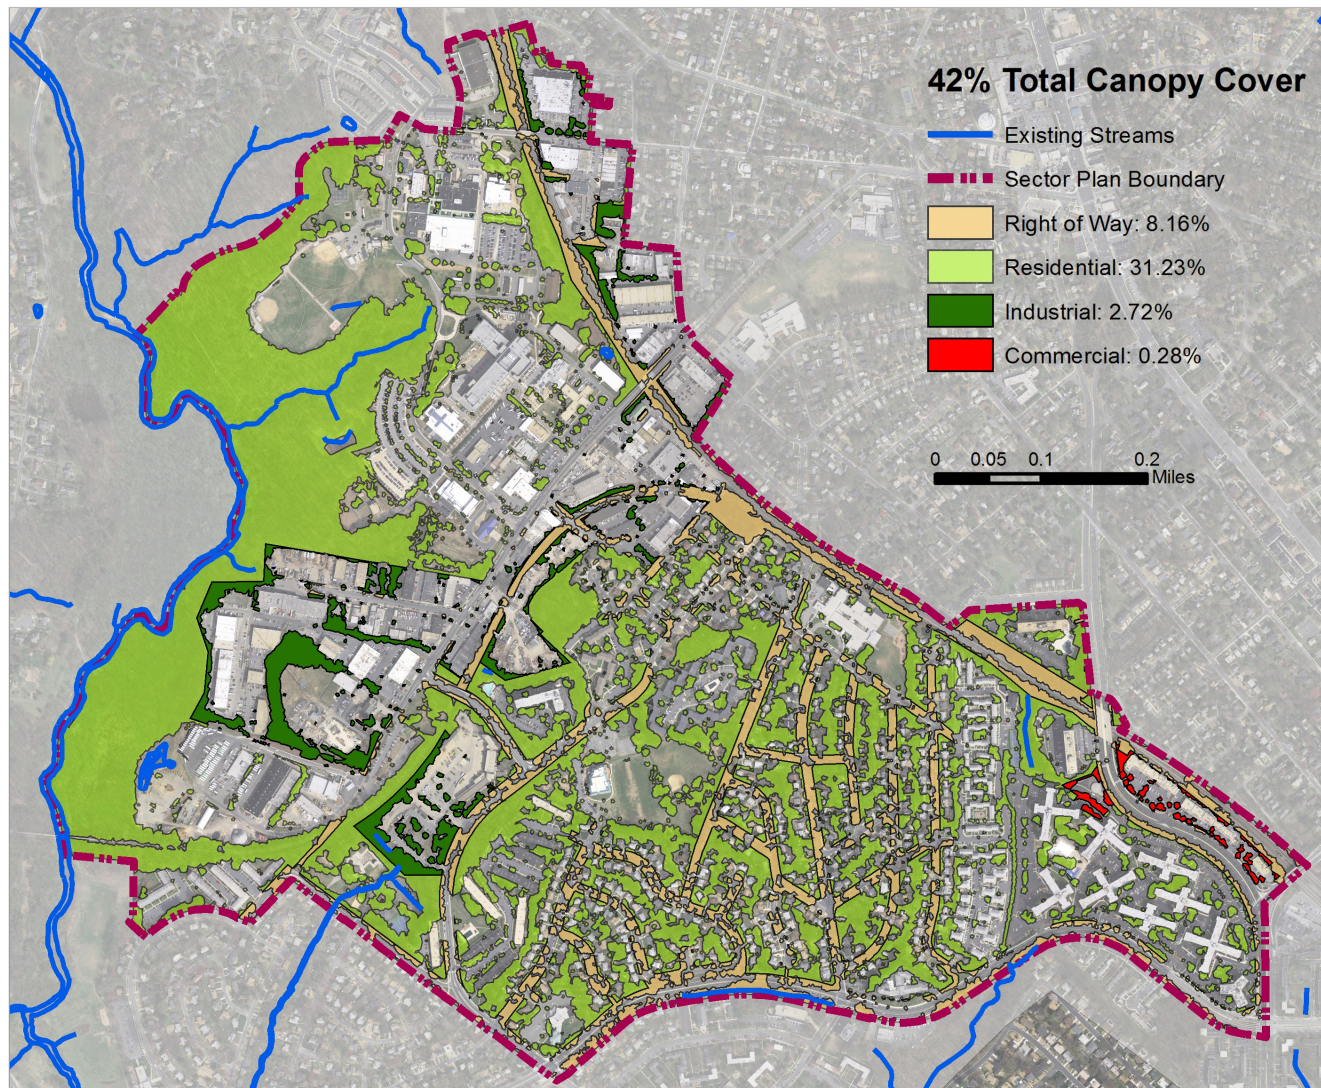 42% Total Canopy Cover
Existing Streams
Sector Plan Boundary
Right of Way: 8.16%
Residential: 31.23%
Industrial: 2.72%
Commercial: 0.28%
0 0.05 0.1 0.2
Miles